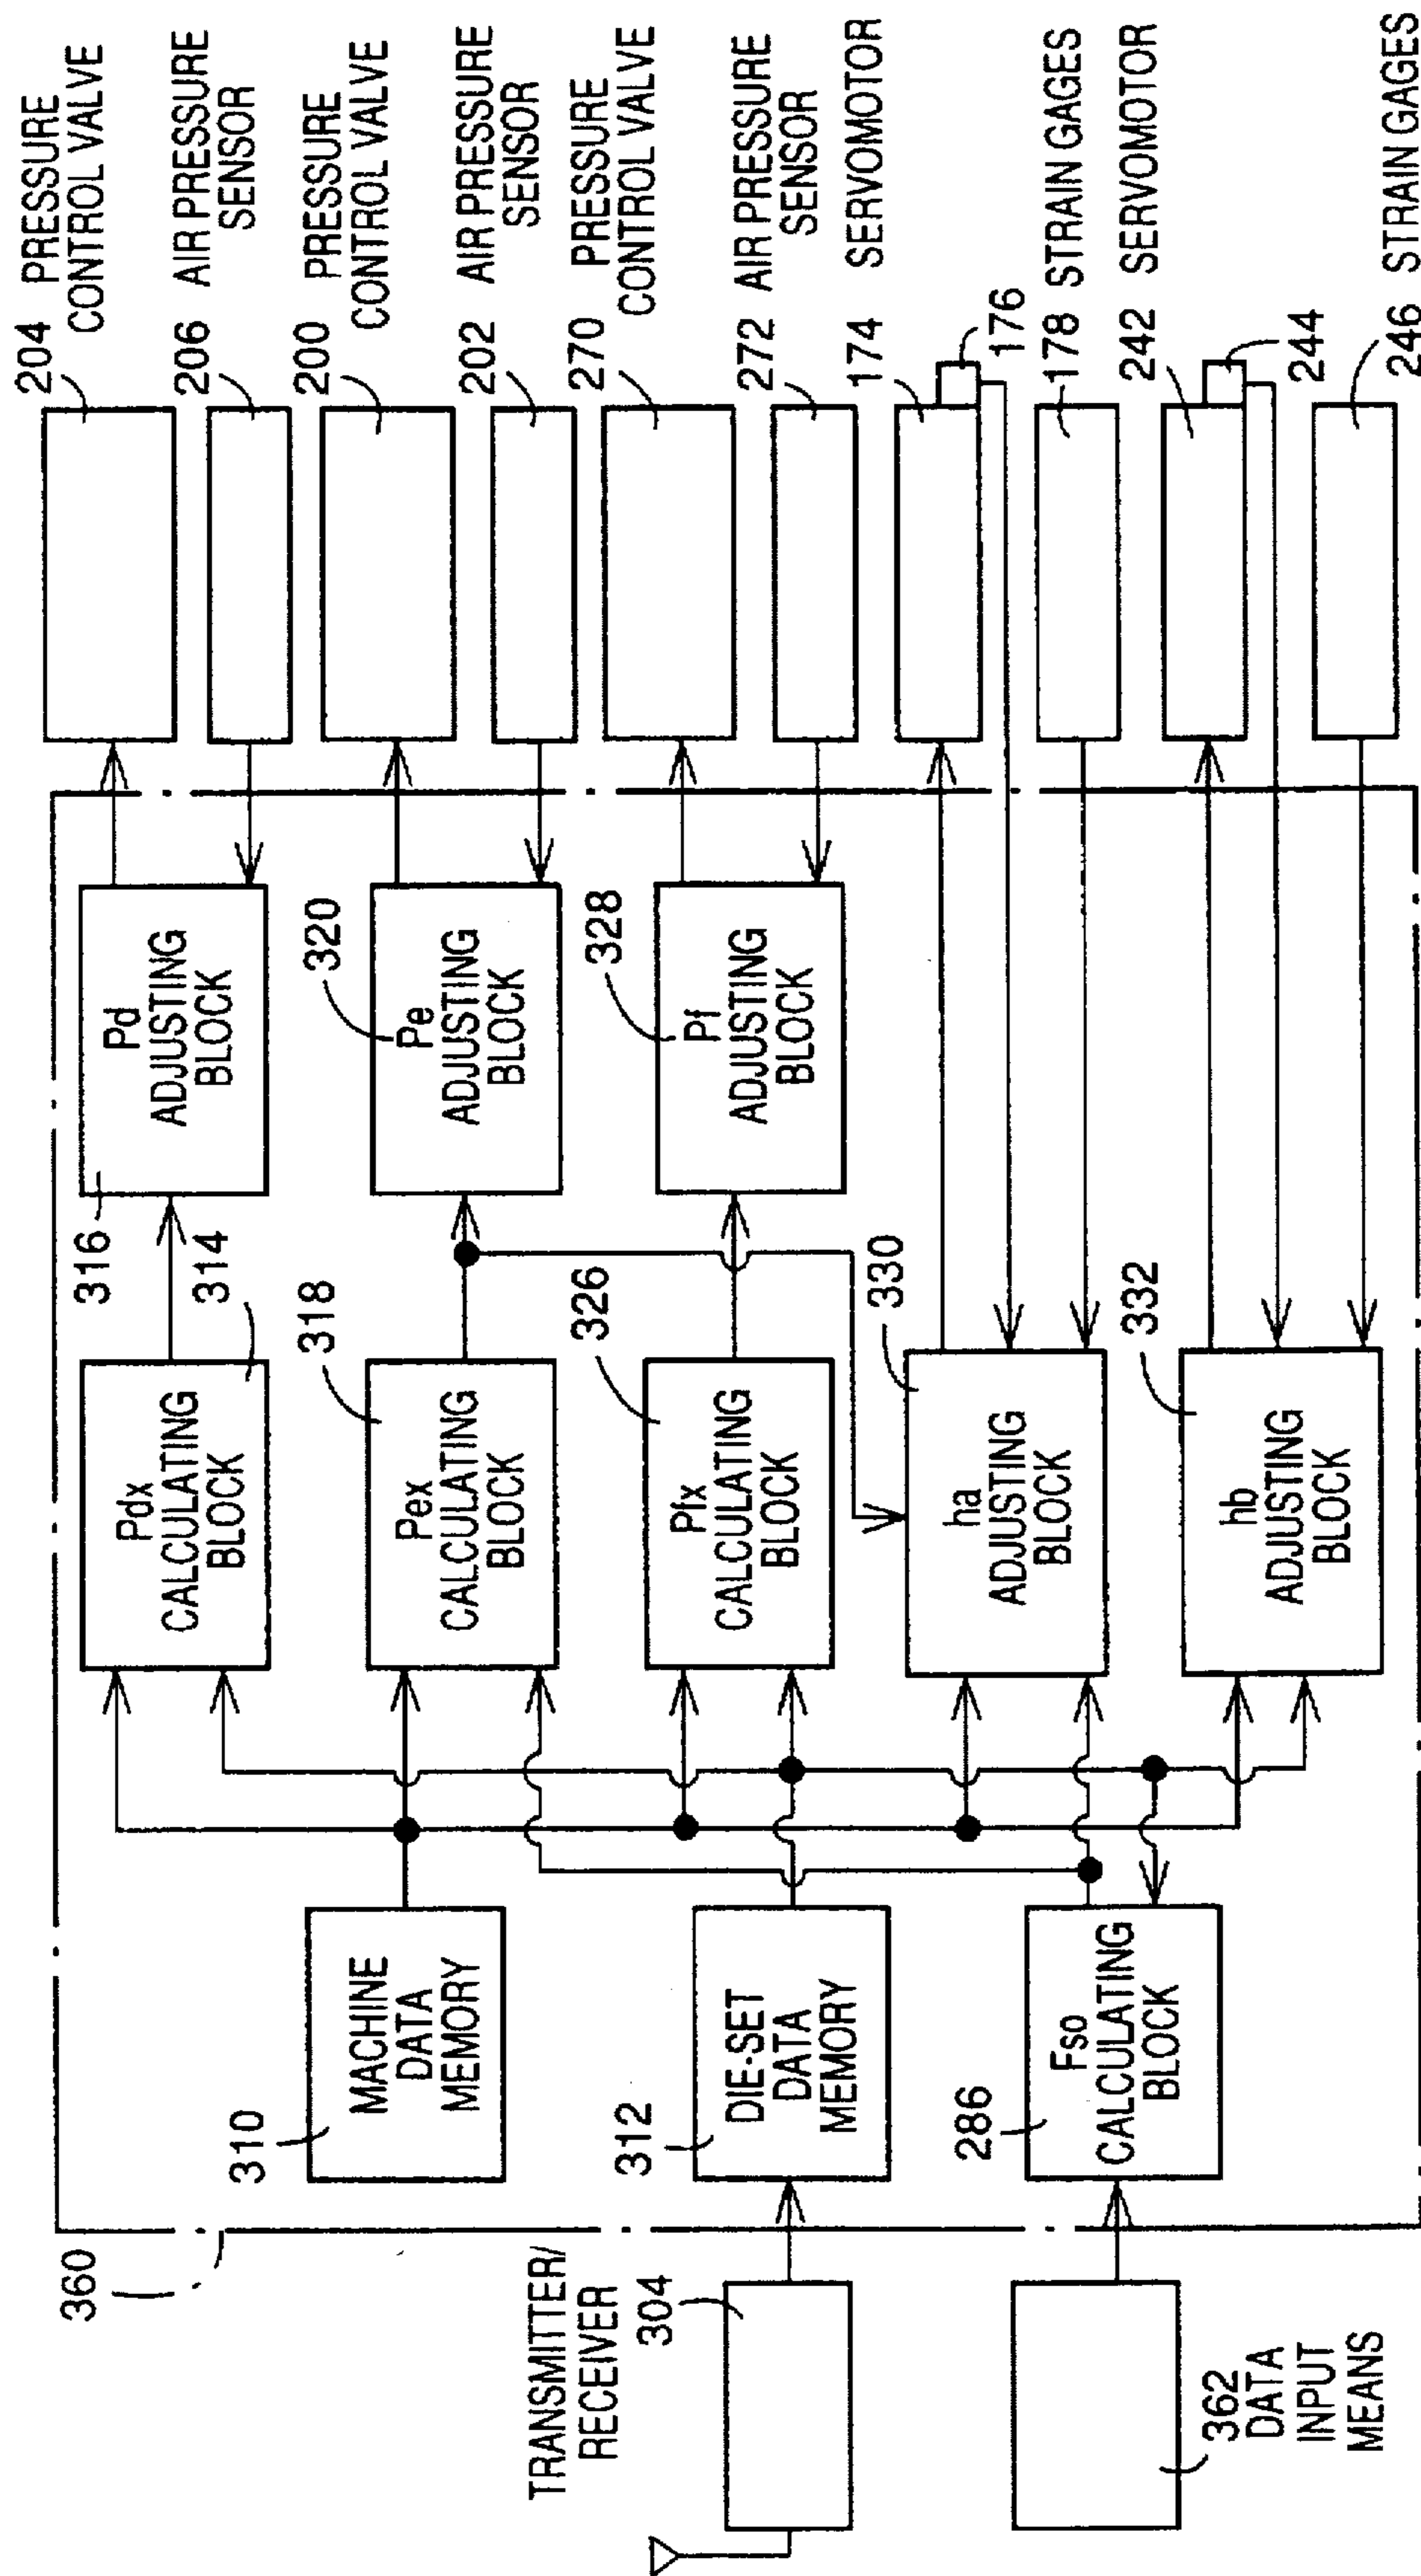 204 PRESSURE
CONTROL VALVE
206 AIR PRESSURE
SENSOR
200 PRESSURE
CONTROL VALVE
202 AIR PRESSURE
SENSOR
270 PRESSURE
CONTROL VALVE
272 AIR PRESSURE
SENSOR
174 SERVOMOTOR
176
178 STRAIN GAGES
242 SERVOMOTOR
244
246 STRAIN GAGES
316
Pd
ADJUSTING
BLOCK
320
Pe
ADJUSTING
BLOCK
328
Pf
ADJUSTING
BLOCK
314
Pdx
CALCULATING
BLOCK
318
Pex
CALCULATING
BLOCK
326
Pfx
CALCULATING
BLOCK
330
ha
ADJUSTING
BLOCK
332
hb
ADJUSTING
BLOCK
310
MACHINE
DATA
MEMORY
312
DIE-SET
DATA
MEMORY
286
Fso
CALCULATING
BLOCK
360
TRANSMITTER/
RECEIVER
304
362
DATA
INPUT
MEANS